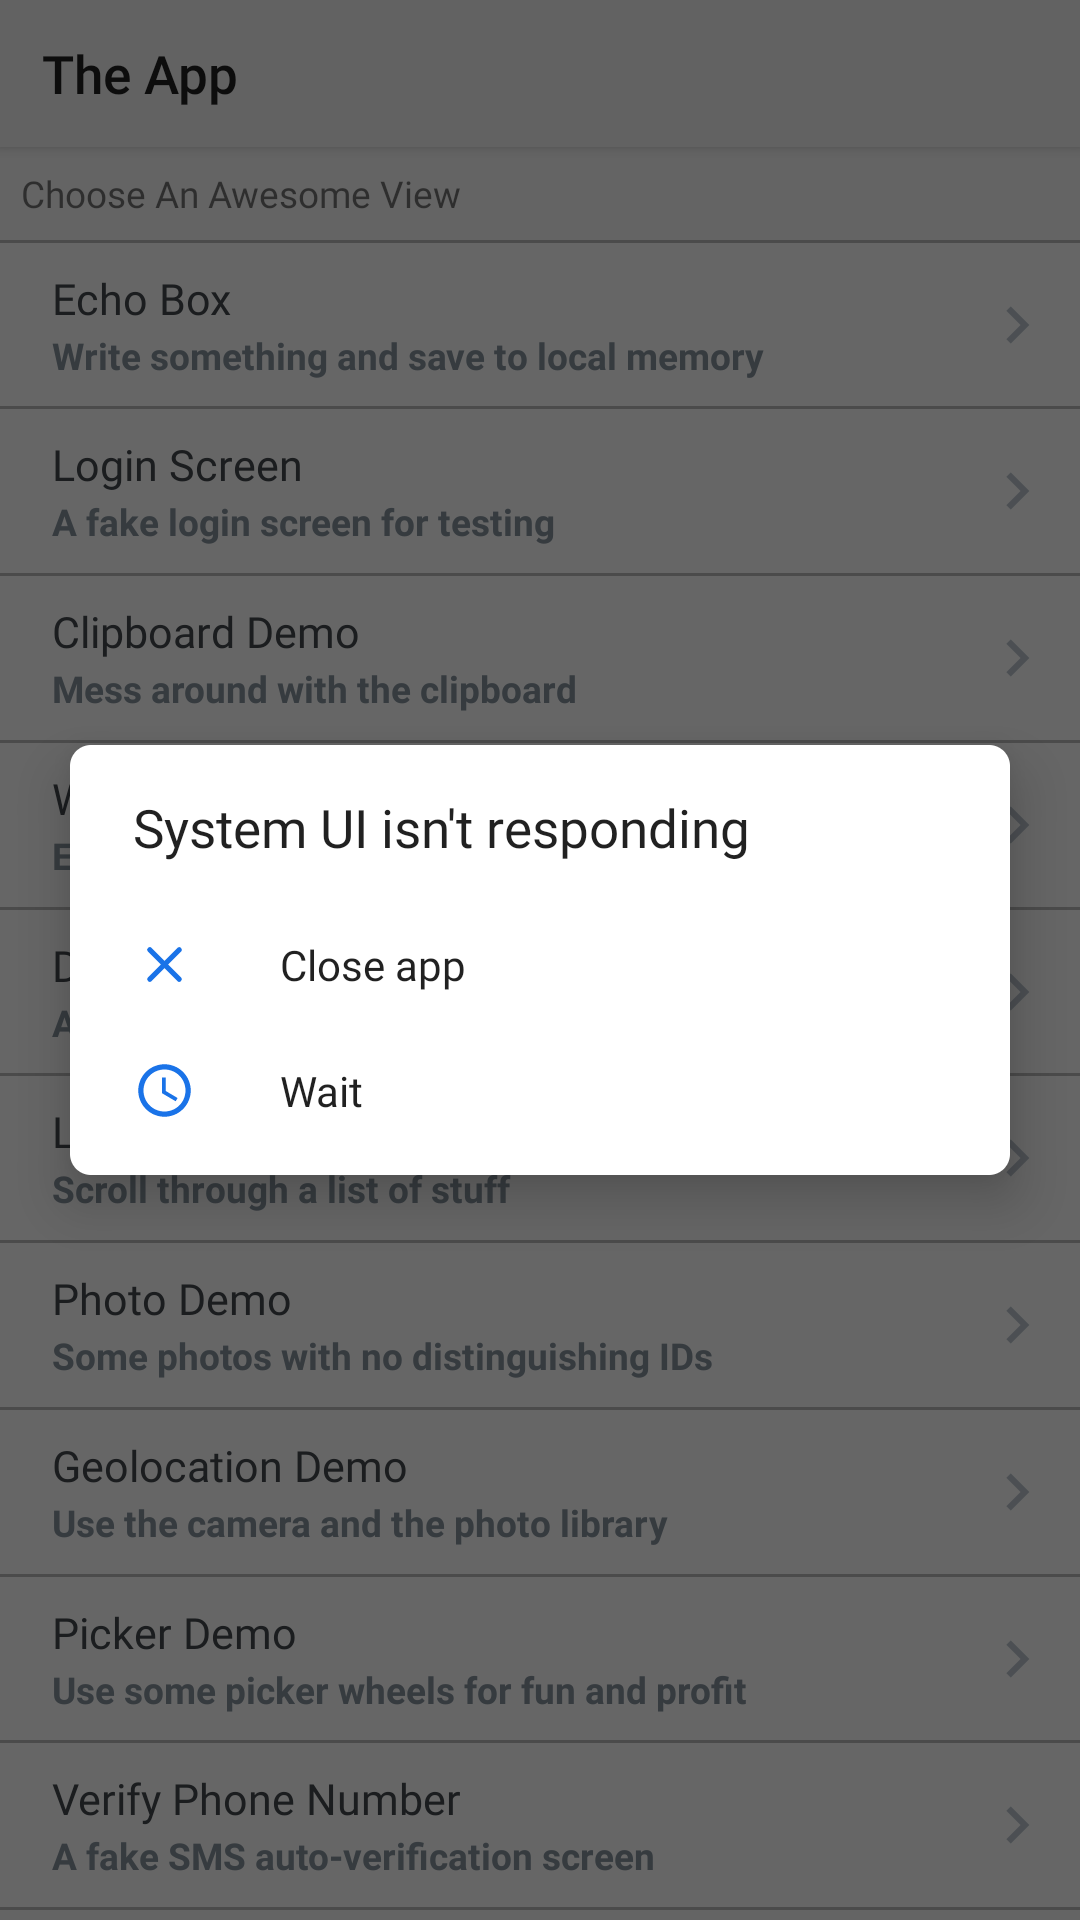 The App
Choose An Awesome View
Echo Box
Write something and save to local memory
Login Screen
A fake login screen for testing
Clipboard Demo
Mess around with the clipboard
System UI isn't responding
Close app
Wait
Scroll through a list of stuff
Photo Demo
Some photos with no distinguishing IDs
Geolocation Demo
Use the camera and the photo library
Picker Demo
Use some picker wheels for fun and profit
Verify Phone Number
A fake SMS auto-verification screen